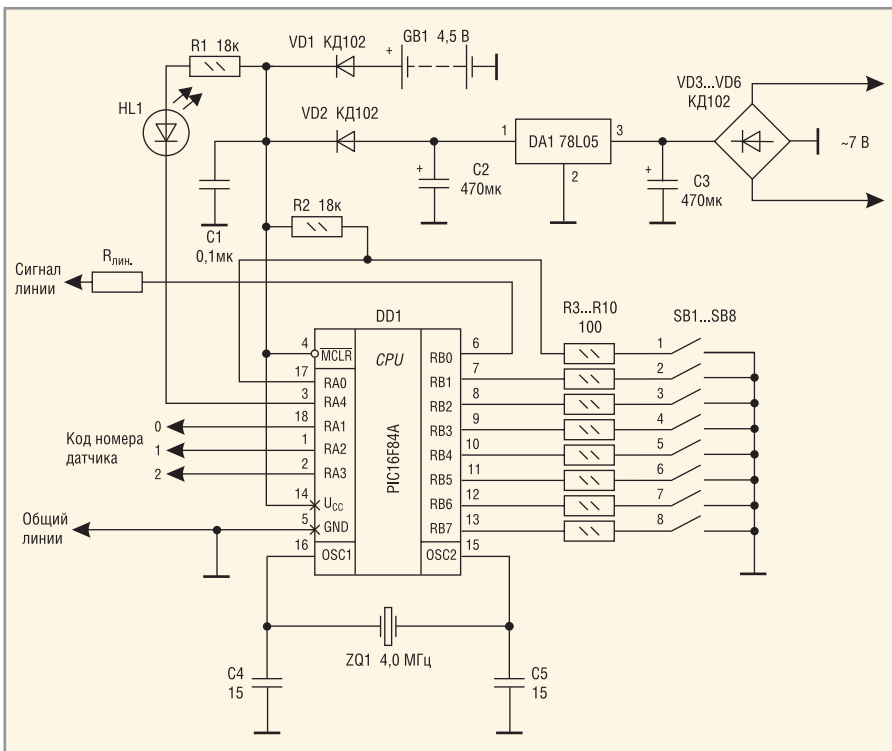 R1 18к
VD1 КД102
GB1 4,5 В
+
HL1
VD2 КД102
VD3...VD6
КД102
1
DA1 78L05
3
2
~7 В
+
C2
470мк
+
C3
470мк
C1
0,1мк
R2 18к
Rлин.
Сигнал
линии
DD1
R3...R10
100
SB1...SB8
4
MCLR
CPU
RB0
6
1
17
RA0
RB1
7
2
3
RA4
RB2
8
3
0
18
RA1
RB3
9
4
Код номера
датчика
1
1
RA2
RB4
10
5
2
2
RA3
RB5
11
6
PIC16F84A
14
UCC
RB6
12
7
Общий
линии
5
GND
RB7
13
8
16
OSC1
OSC2
15
ZQ1 4,0 МГц
C4
15
C5
15